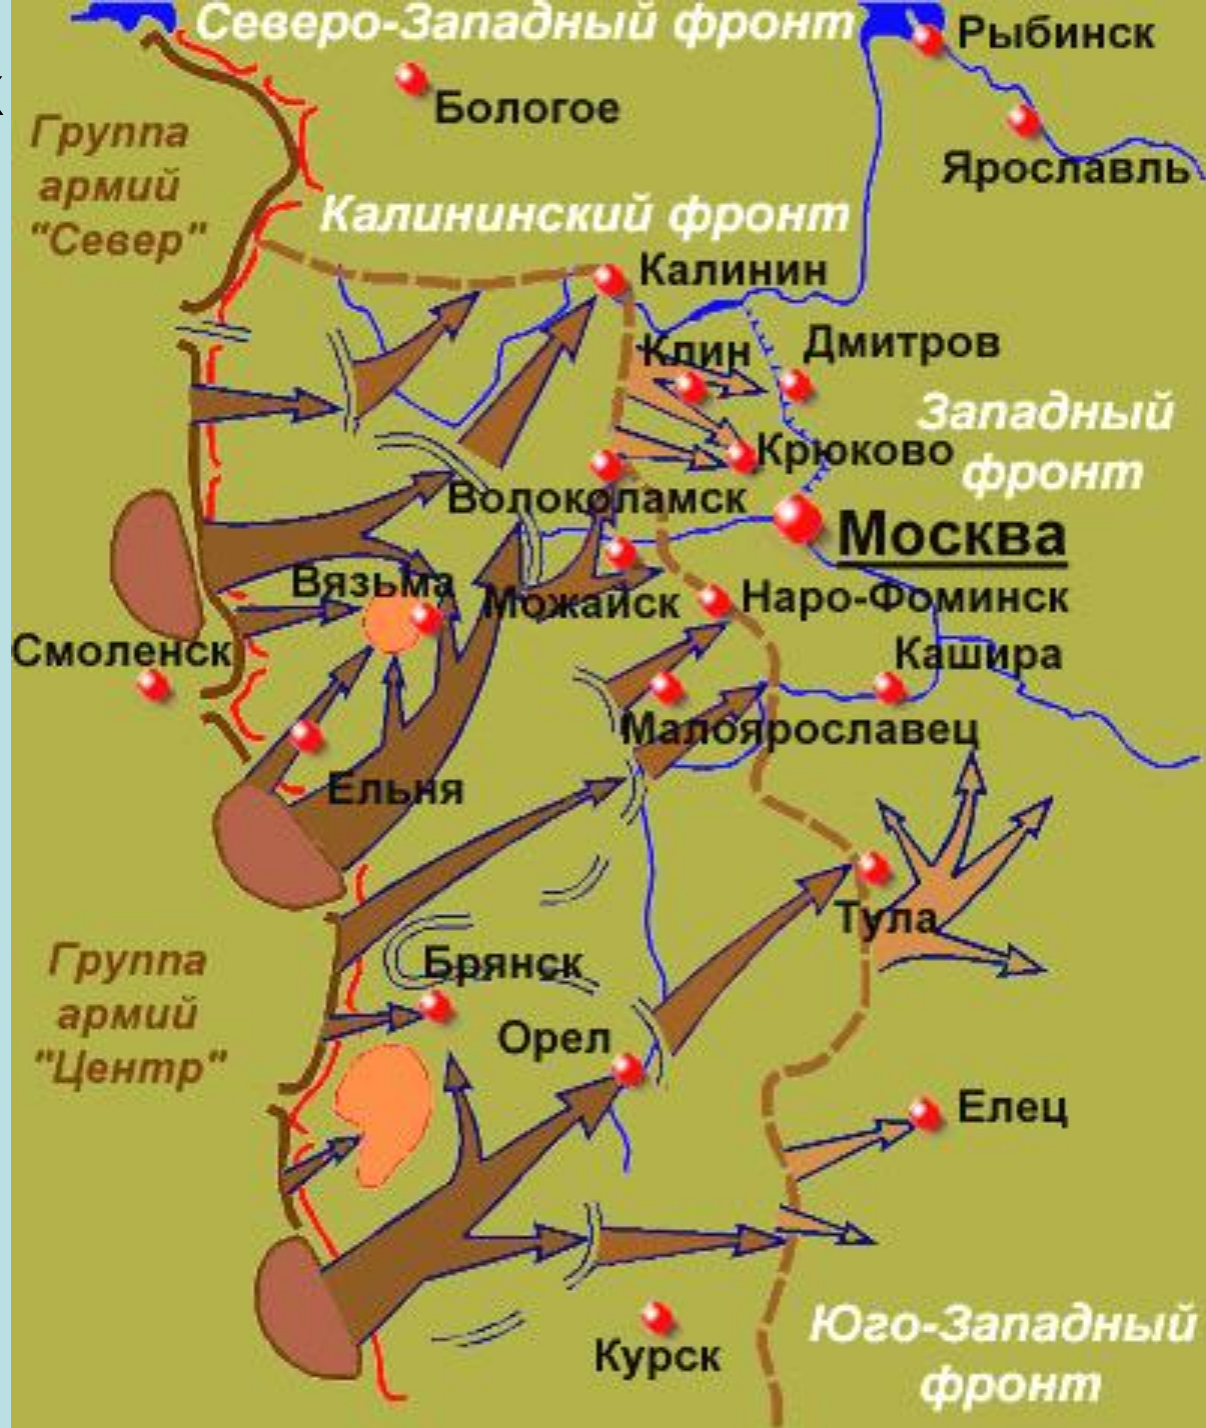 Северо-Западный фронт
Рыбинск
Бологое
Группа
армий
"Север"
Ярославль
Калининский фронт
Калинин
Клин
Дмитров
Западный
фронт
Крюково
Волоколамск
Москва
Вязьма
Можайск
Наро-Фоминск
Смоленск
Кашира
Малоярославец
Ельня
Тула
Группа
армий
"Центр"
Брянск
Орел
Елец
Юго-Западный
фронт
Курск